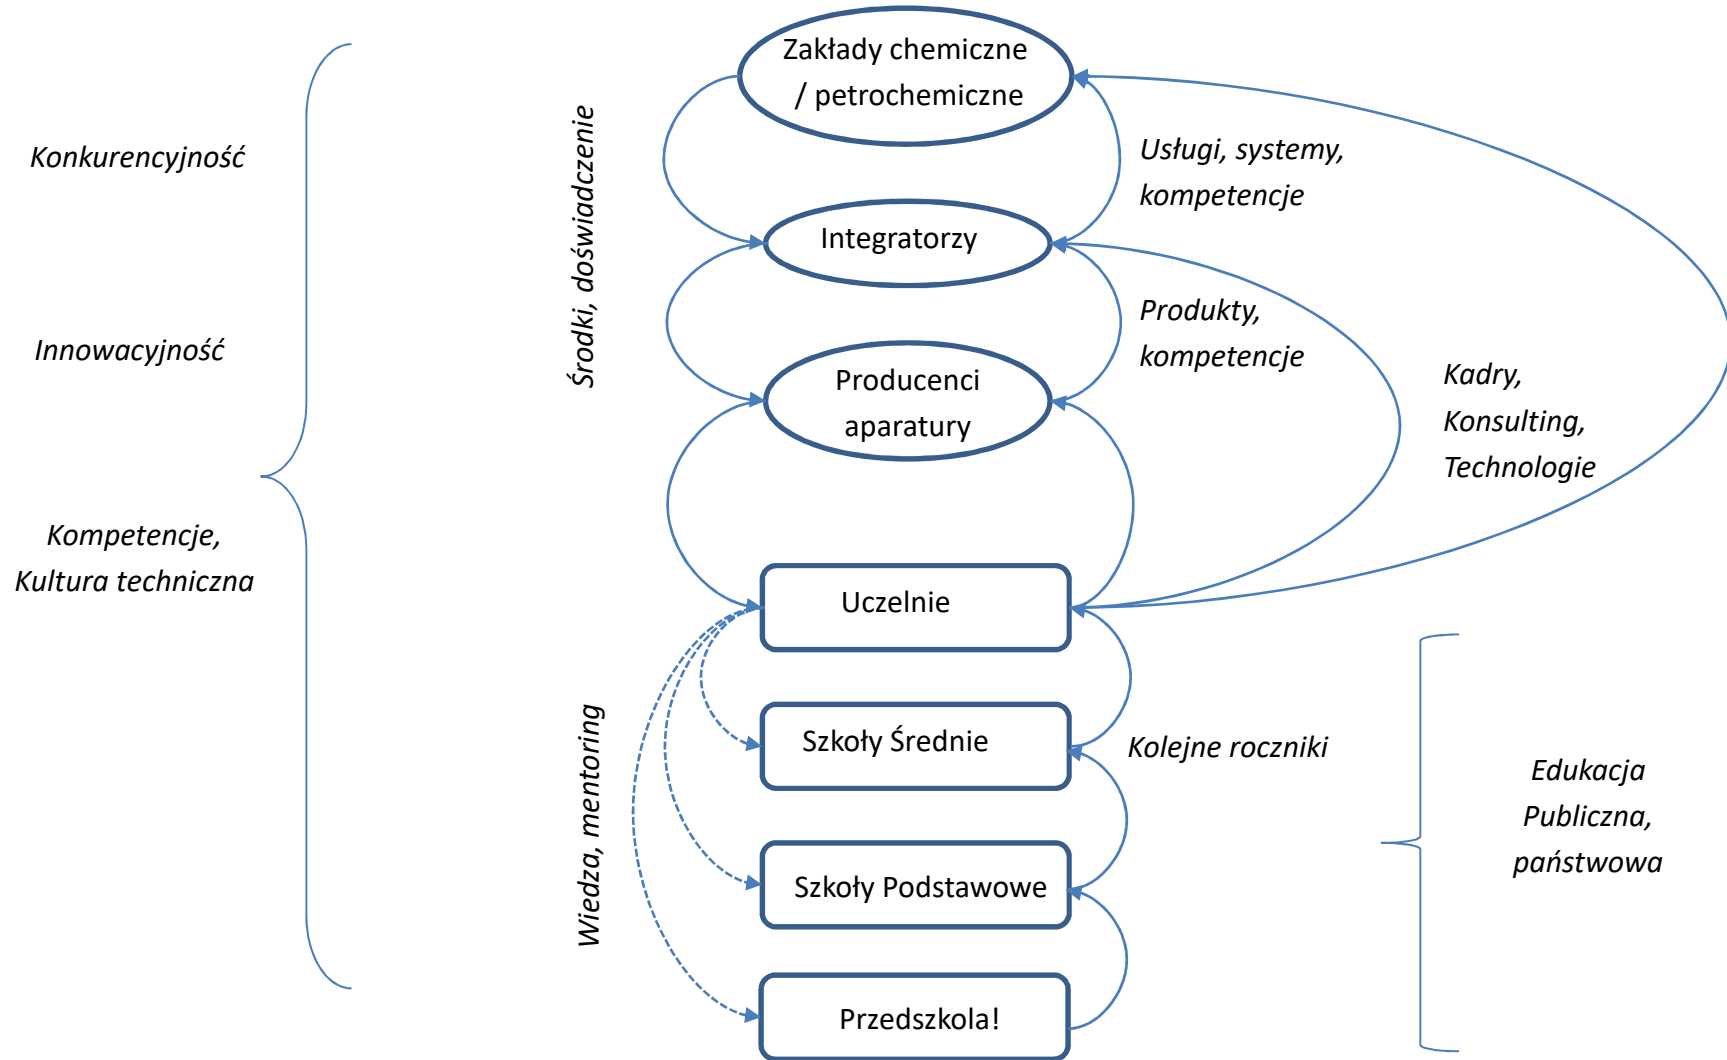 Zakłady chemiczne
/ petrochemiczne
Konkurencyjność
Środki, doświadczenie
Usługi, systemy,
kompetencje
Integratorzy
Innowacyjność
Produkty,
kompetencje
Producenci
aparatury
Kadry,
Konsulting,
Technologie
Kompetencje,
Kultura techniczna
Uczelnie
Wiedza, mentoring
Szkoły Średnie
Kolejne roczniki
Edukacja
Publiczna,
państwowa
Szkoły Podstawowe
Przedszkola!